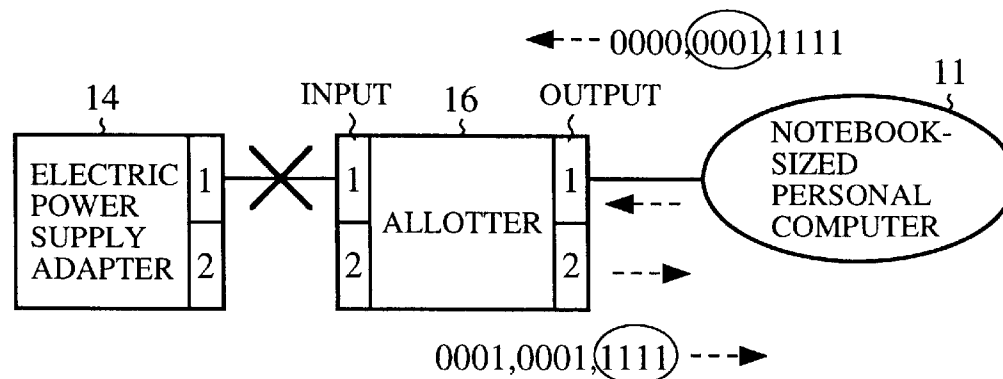 0000,0001,1111
14
INPUT
16
OUTPUT
11
ELECTRIC
POWER
SUPPLY
ADAPTER
1
2
1
2
ALLOTTER
1
2
NOTEBOOK-
SIZED
PERSONAL
COMPUTER
0001,0001,1111